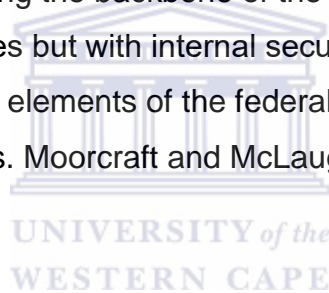 ng the backbone of the
es but with internal secu
elements of the federal
s. Moorcraft and McLaug
UNIVERSITY of the
WESTERN CAPE